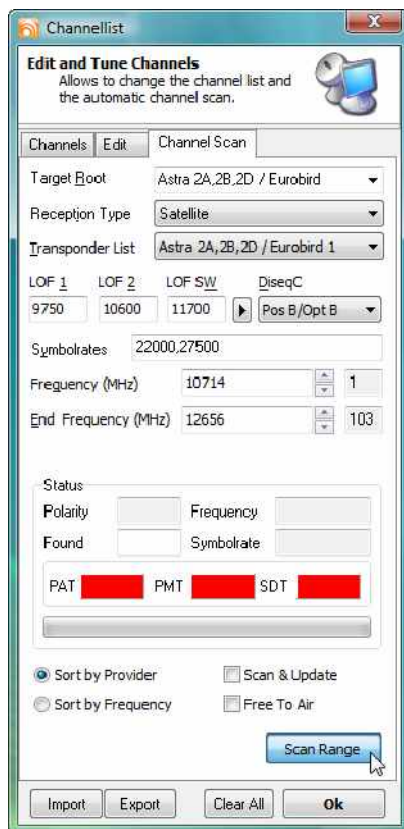 Channellist
Edit and Tune Channels
Allows to change the channel list and
the automatic channel scan.
Channels Edit Channel Scan
Target Root Astra 2A,2B,2D / Eurobird
Reception Type Satellite
Transponder List Astra 2A,2B,2D / Eurobird 1
LOF 1 LOF 2 LOF SW DiseqC
9750 10600 11700 Pos B/Opt B
Symbolrates 22000,27500
Frequency (MHz) 10714 1
End Frequency (MHz) 12656 103
Status
Polarity Frequency
Found Symbolrate
PAT PMT SDT
Sort by Provider Scan & Update
Sort by Frequency Free To Air
Scan Range
Import Export Clear All Ok